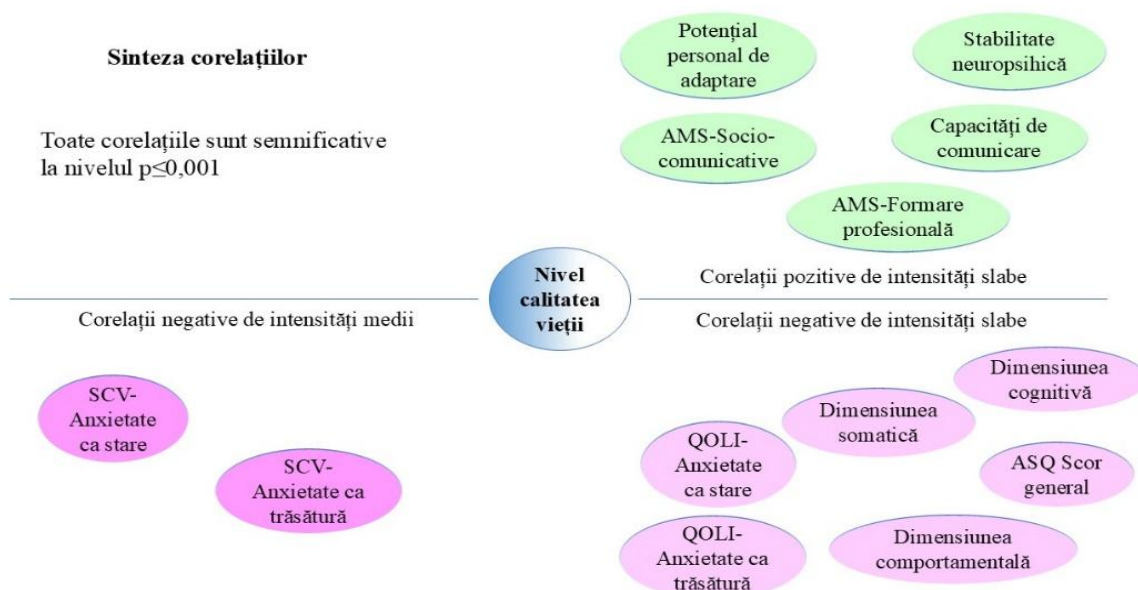 Sinteza corelațiilor
Toate corelațiile sunt semnificative
la nivelul p≤0,001
Potențial
personal de
adaptare
Stabilitate
neuropsihică
AMS-Socio-
comunicative
Capacități de
comunicare
AMS-Formare
profesională
Nivel
calitatea
vieții
Corelații pozitive de intensități slabe
Corelații negative de intensități medii
Corelații negative de intensități slabe
SCV-
Anxietate
ca stare
SCV-
Anxietate ca
trăsătură
Dimensiunea
cognitivă
Dimensiunea
somatică
QOLI-
Anxietate
ca stare
ASQ Scor
general
QOLI-
Anxietate ca
trăsătură
Dimensiunea
comportamentală